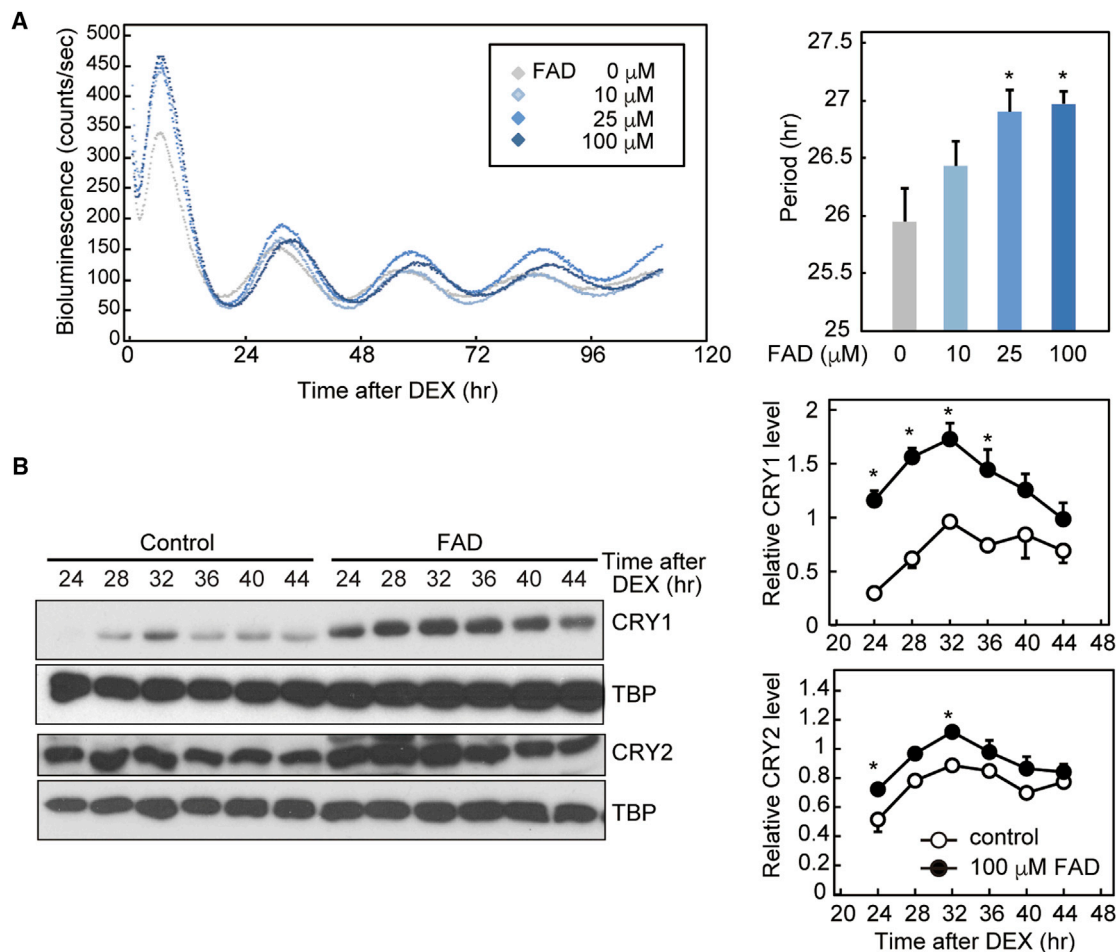 A
500
450
400
350
300
250
200
150
100
50
0
Bioluminescence (counts/sec)
FAD 0 μM
10 μM
25 μM
100 μM
0 24 48 72 96 120
Time after DEX (hr)
27.5
27
26.5
26
25.5
25
Period (hr)
* *
FAD (μM) 0 10 25 100
B
Control FAD
Time after
DEX (hr)
24 28 32 36 40 44 24 28 32 36 40 44
CRY1
TBP
CRY2
TBP
2
1.5
1
0.5
0
Relative CRY1 level
* * * *
20 24 28 32 36 40 44 48
1.4
1.2
1
0.8
0.6
0.4
0.2
0
Relative CRY2 level
* *
control
100 μM FAD
20 24 28 32 36 40 44 48
Time after DEX (hr)